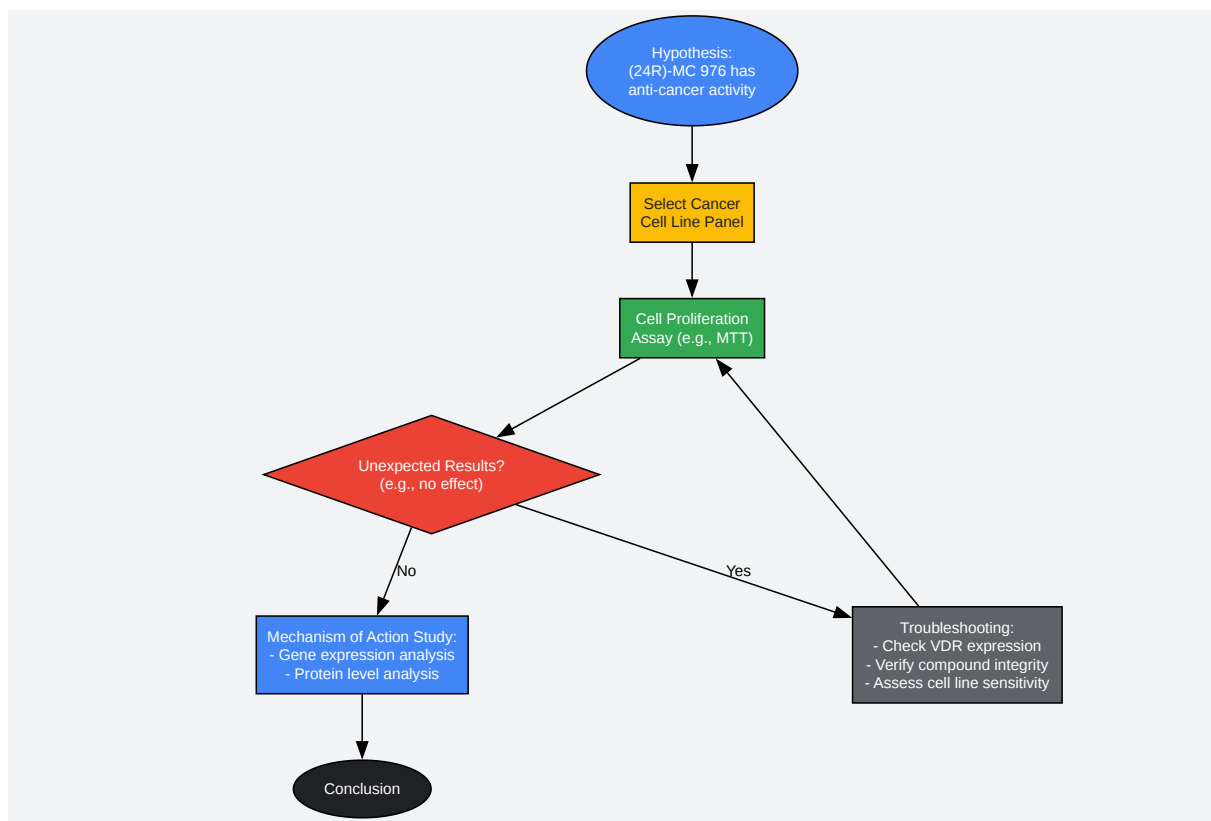 Hypothesis:
(24R)-MC 976 has
anti-cancer activity
Select Cancer
Cell Line Panel
Cell Proliferation
Assay (e.g., MTT)
Unexpected Results?
(e.g., no effect)
No
Yes
Mechanism of Action Study:
- Gene expression analysis
- Protein level analysis
Troubleshooting:
- Check VDR expression
- Verify compound integrity
- Assess cell line sensitivity
Conclusion